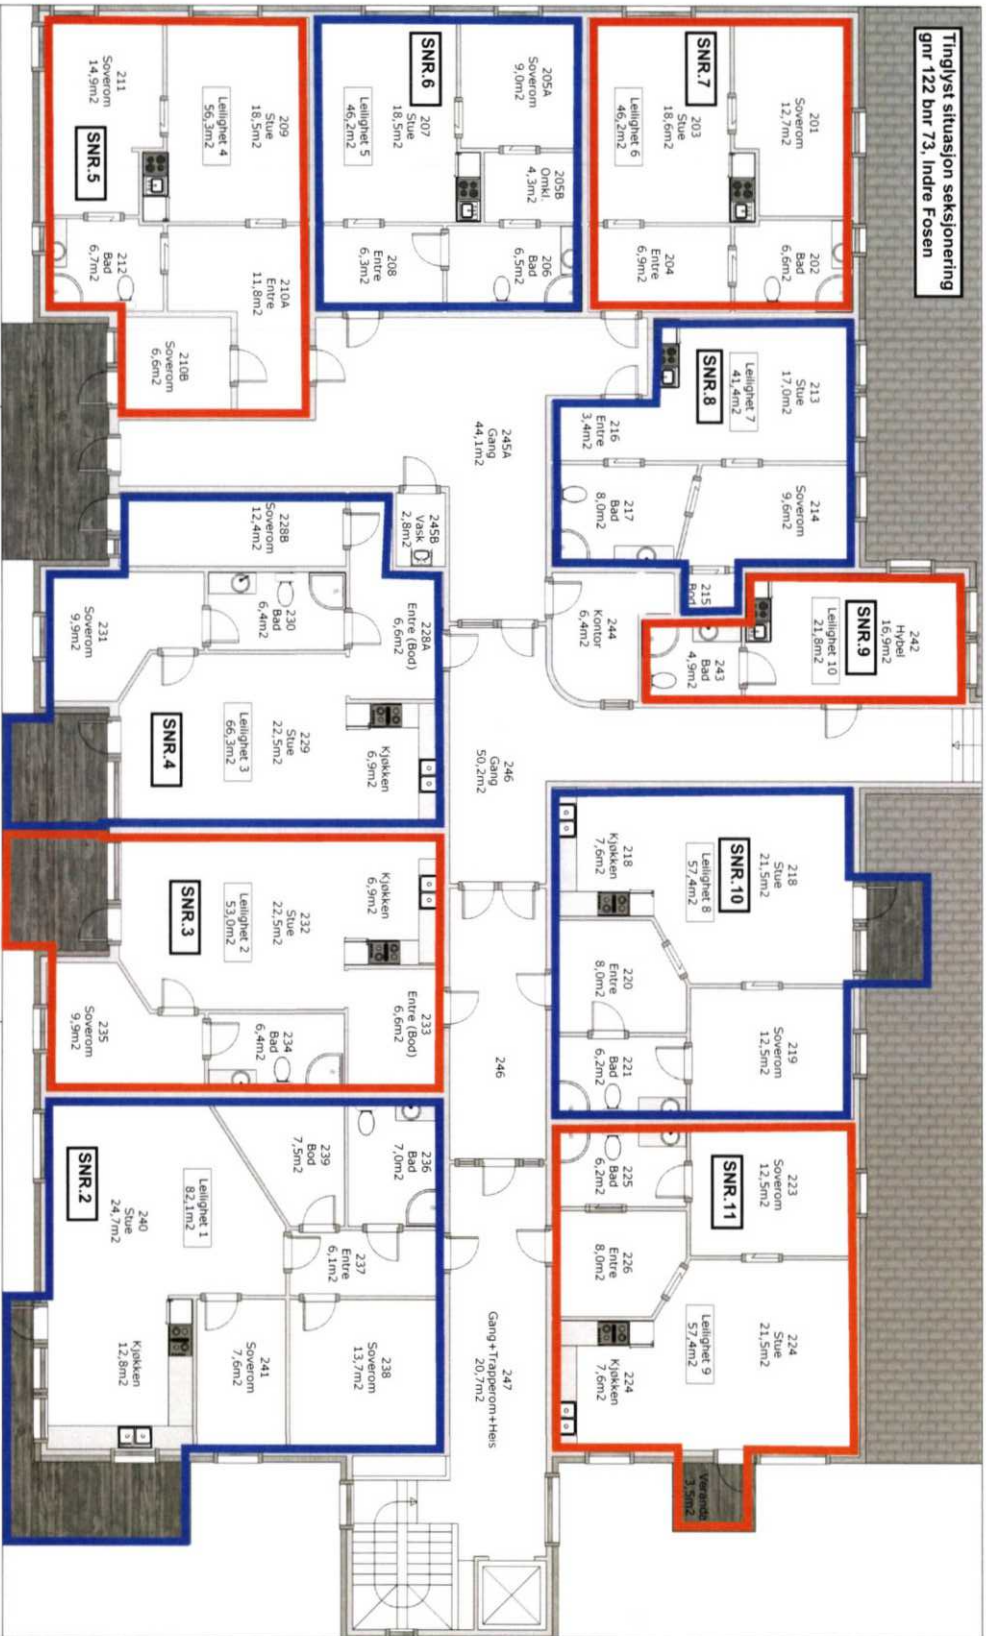 Tinglyst situasjon seksjonering
gnr 122 bnr 73, Indre Fosen
SNR.7
201
Soverom
12,7m2
202
Bad
6,6m2
203
Stue
18,6m2
Leilighet 6
46,2m2
204
Entre
6,9m2
SNR.6
205A
Soverom
9,0m2
205B
Omkl.
4,3m2
206
Bad
6,5m2
207
Stue
18,5m2
Leilighet 5
46,2m2
208
Entre
6,3m2
209
Stue
18,5m2
Leilighet 4
56,3m2
210A
Entre
11,8m2
210B
Soverom
6,6m2
211
Soverom
14,9m2
SNR.5
212
Bad
6,7m2
SNR.8
213
Stue
17,0m2
Leilighet 7
41,4m2
214
Soverom
9,6m2
215
Bod
216
Entre
3,4m2
217
Bad
8,0m2
245A
Gang
44,1m2
245B
Vask
2,8m2
SNR.9
242
Hybel
16,9m2
Leilighet 10
21,8m2
243
Bad
4,9m2
244
Kontor
6,4m2
228B
Soverom
12,4m2
228A
Entre (Bod)
6,6m2
230
Bad
6,4m2
231
Soverom
9,9m2
229
Stue
22,5m2
Leilighet 3
66,3m2
Kjøkken
6,9m2
SNR.4
246
Gang
50,2m2
SNR.10
218
Stue
21,5m2
Leilighet 8
57,4m2
218
Kjøkken
7,6m2
219
Soverom
12,5m2
220
Entre
8,0m2
221
Bad
6,2m2
Kjøkken
6,9m2
232
Stue
22,5m2
Leilighet 2
53,0m2
SNR.3
233
Entre (Bod)
6,6m2
234
Bad
6,4m2
235
Soverom
9,9m2
246
SNR.11
223
Soverom
12,5m2
224
Stue
21,5m2
Leilighet 9
57,4m2
225
Bad
6,2m2
226
Entre
8,0m2
224
Kjøkken
7,6m2
Veranda
3,5m2
236
Bad
7,0m2
239
Bod
7,5m2
237
Entre
6,1m2
Leilighet 1
82,1m2
240
Stue
24,7m2
SNR.2
238
Soverom
13,7m2
241
Soverom
7,6m2
Kjøkken
12,8m2
247
Gang+Trapperom+Heis
20,7m2